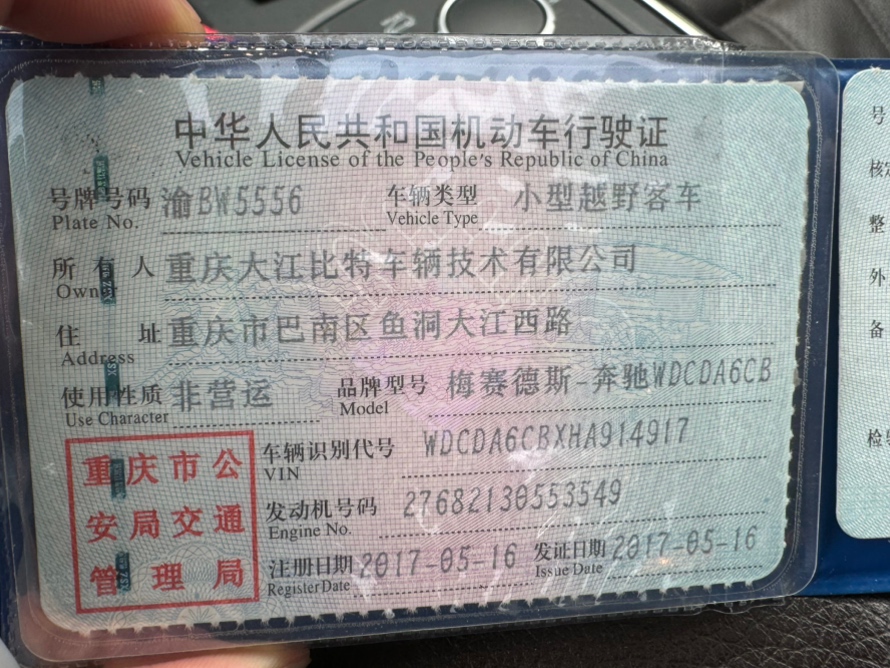 中华人民共和国机动车行驶证
Vehicle License of the People's Republic of China
号牌号码 渝BW5556 车辆类型 小型越野客车
Plate No. Vehicle Type
所有人 重庆大江比特车辆技术有限公司
Owner
住址 重庆市巴南区鱼洞大江西路
Address
使用性质 非营运 品牌型号 梅赛德斯-奔驰WDCDA6CB
Use Character Model
重庆市公
安局交通
管理局
车辆识别代号 WDCDA6CBXHA914917
VIN
发动机号码 27682130553549
Engine No.
注册日期 2017-05-16 发证日期 2017-05-16
Register Date Issue Date
号
核
整
外
备
检